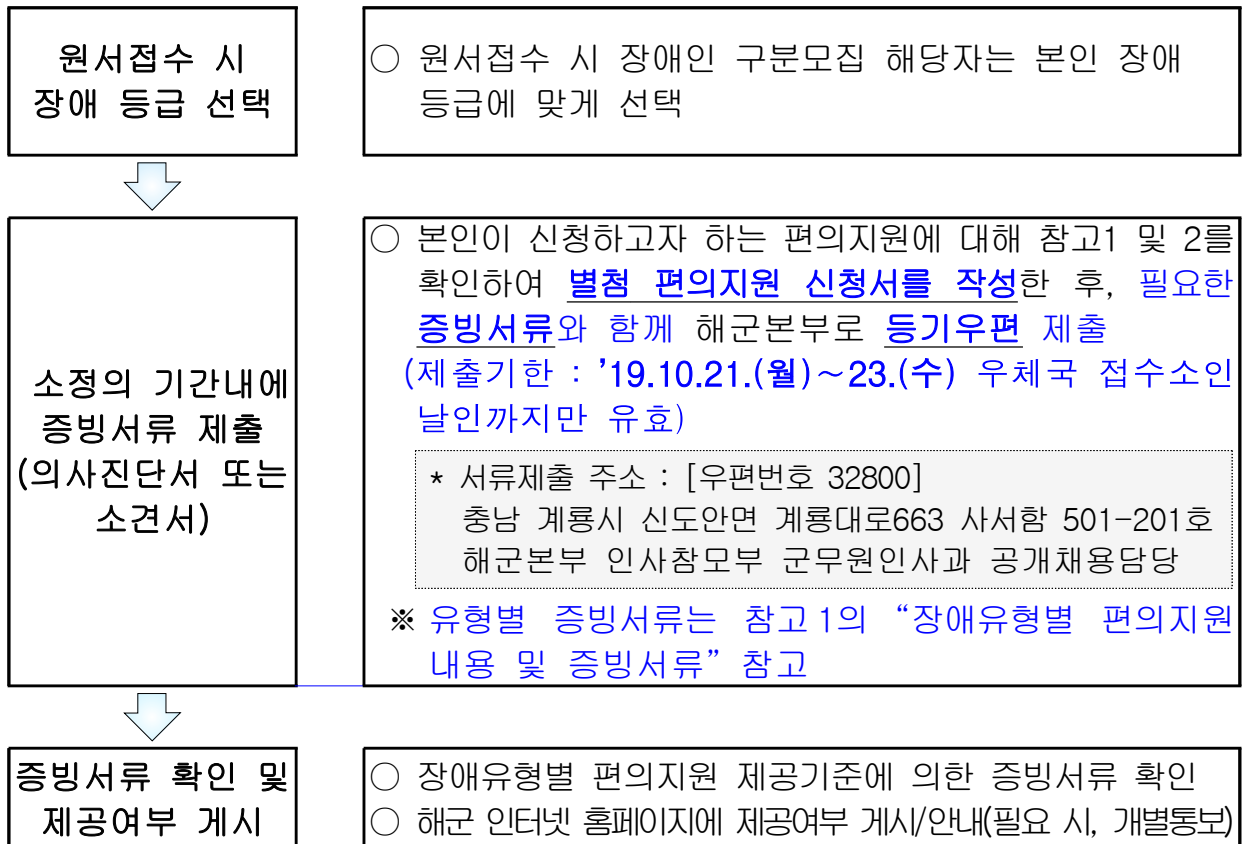 원서접수 시
장애 등급 선택
○ 원서접수 시 장애인 구분모집 해당자는 본인 장애
등급에 맞게 선택
소정의 기간내에
증빙서류 제출
(의사진단서 또는
소견서)
○ 본인이 신청하고자 하는 편의지원에 대해 참고1 및 2를
확인하여 별첨 편의지원 신청서를 작성한 후, 필요한
증빙서류와 함께 해군본부로 등기우편 제출
(제출기한 : ’19.10.21.(월)~23.(수) 우체국 접수소인
날인까지만 유효)
* 서류제출 주소 : [우편번호 32800]
충남 계룡시 신도안면 계룡대로663 사서함 501-201호
해군본부 인사참모부 군무원인사과 공개채용담당
※ 유형별 증빙서류는 참고 1의 “장애유형별 편의지원
내용 및 증빙서류” 참고
증빙서류 확인 및
제공여부 게시
○ 장애유형별 편의지원 제공기준에 의한 증빙서류 확인
○ 해군 인터넷 홈페이지에 제공여부 게시/안내(필요 시, 개별통보)